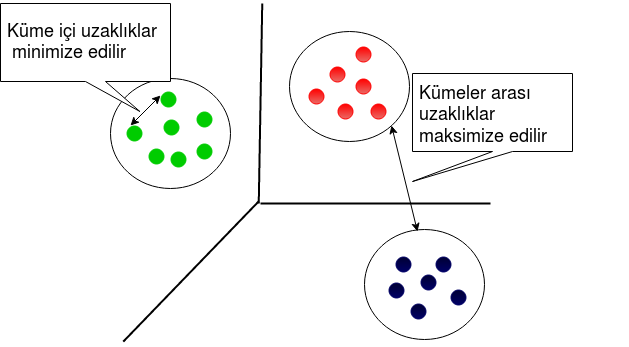 Küme içi uzaklıklar
minimize edilir
Kümeler arası
uzaklıklar
maksimize edilir